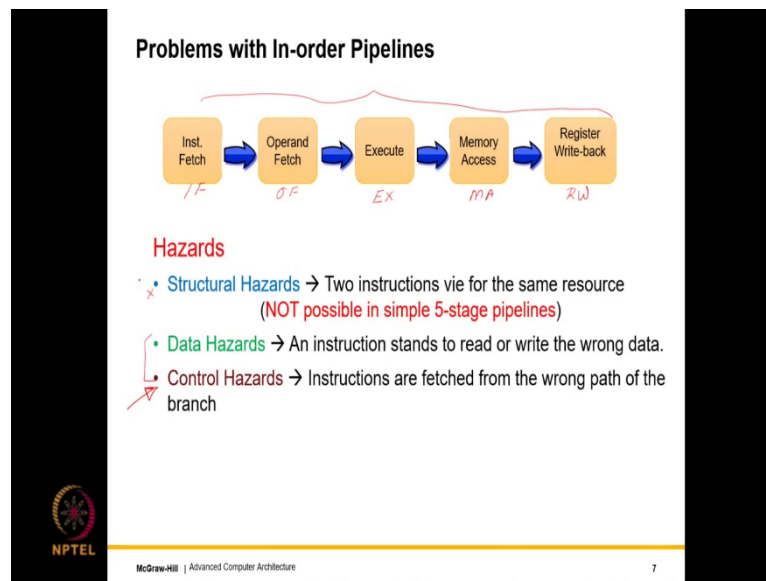 Problems with In-order Pipelines
Inst. Fetch
Operand Fetch
Execute
Memory Access
Register Write-back
IF
OF
EX
MA
RW
Hazards
• Structural Hazards → Two instructions vie for the same resource
(NOT possible in simple 5-stage pipelines)
• Data Hazards → An instruction stands to read or write the wrong data.
• Control Hazards → Instructions are fetched from the wrong path of the
branch
NPTEL
McGraw-Hill | Advanced Computer Architecture
7